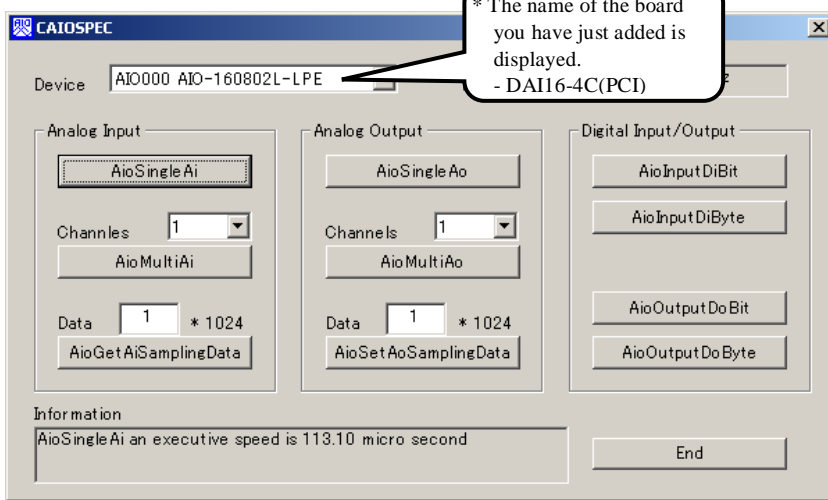 * The name of the board
you have just added is
displayed.
- DAI16-4C(PCI)
CAIOSPEC
Device AIO000 AIO-160802L-LPE
Analog Input
AioSingleAi
Channles 1
AioMultiAi
Data 1 * 1024
AioGetAiSamplingData
Analog Output
AioSingleAo
Channels 1
AioMultiAo
Data 1 * 1024
AioSetAoSamplingData
Digital Input/Output
AioInputDiBit
AioInputDiByte
AioOutputDoBit
AioOutputDoByte
Information
AioSingleAi an executive speed is 113.10 micro second
End